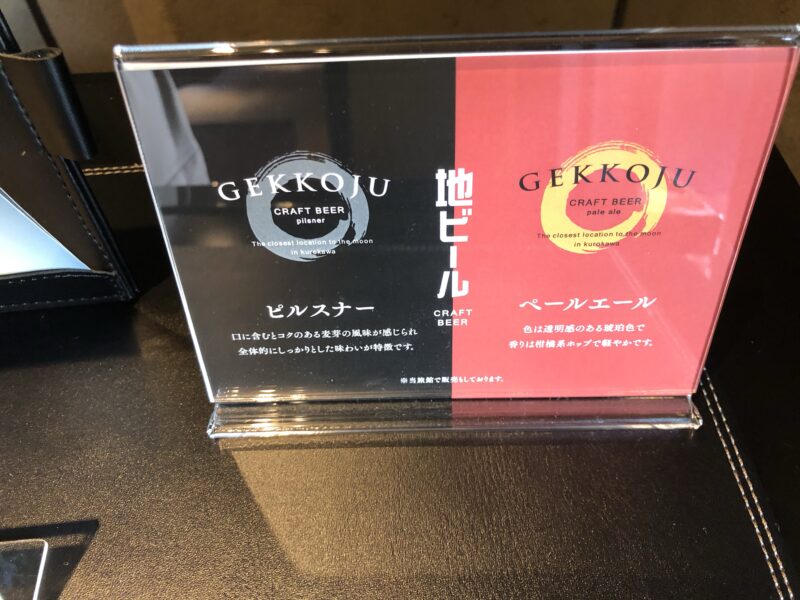 GEKKOJU
CRAFT BEER
pilsner
The closest location to the moon
in kurokawa
ピルスナー
口に含むとコクのある麦芽の風味が感じられ
全体的にしっかりとした味わいが特徴です。
地ビール
CRAFT
BEER
GEKKOJU
CRAFT BEER
pale ale
The closest location to the moon
in kurokawa
ペールエール
色は透明感のある琥珀色で
香りは柑橘系ホップで軽やかです。
※当旅館で販売もしております。